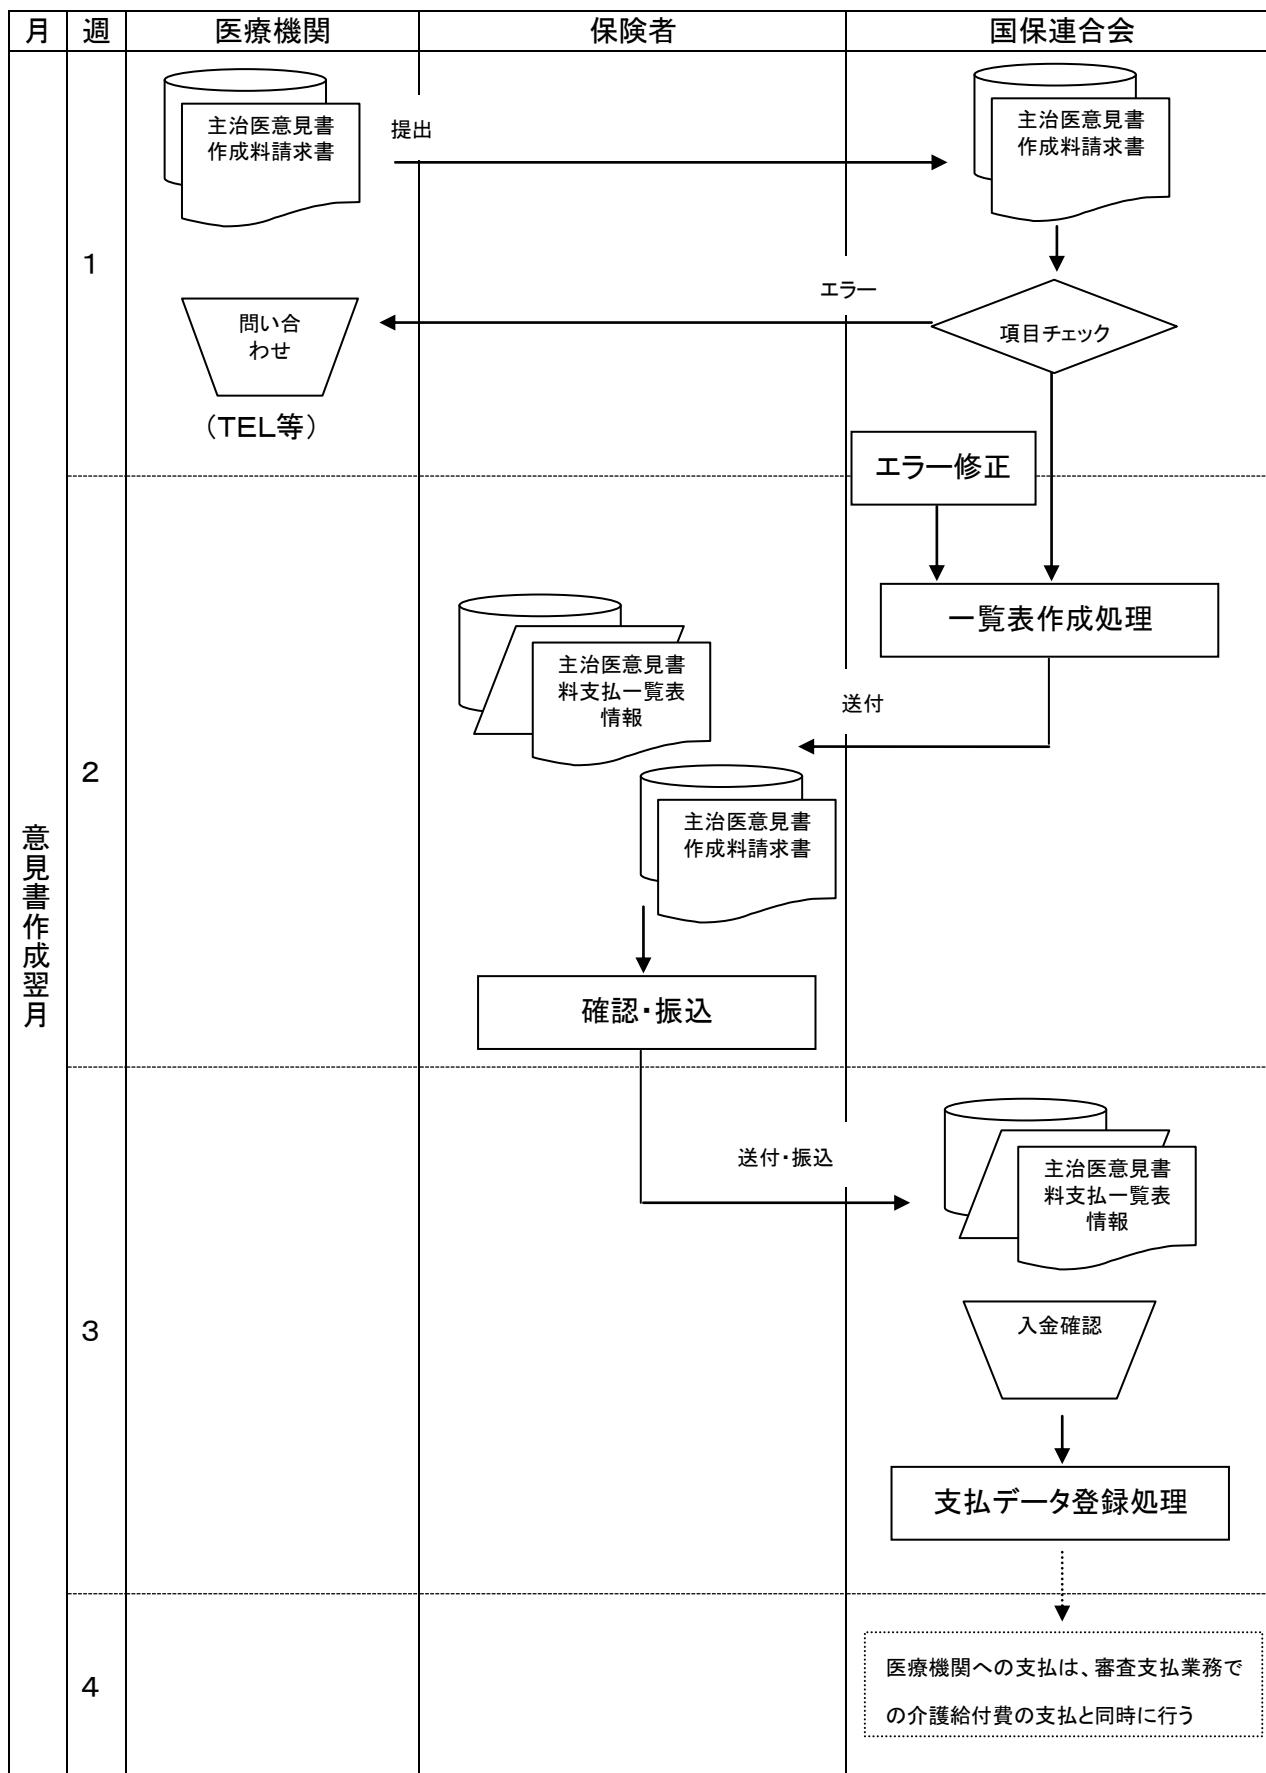 月 週 医療機関 保険者 国保連合会
主治医意見書
作成料請求書
提出
主治医意見書
作成料請求書
1
エラー
問い合
わせ
項目チェック
（TEL等）
エラー修正
一覧表作成処理
主治医意見書
料支払一覧表
情報
送付
2
主治医意見書
作成料請求書
意見書作成翌月
確認・振込
送付・振込
主治医意見書
料支払一覧表
情報
3
入金確認
支払データ登録処理
4
医療機関への支払は、審査支払業務で
の介護給付費の支払と同時に行う